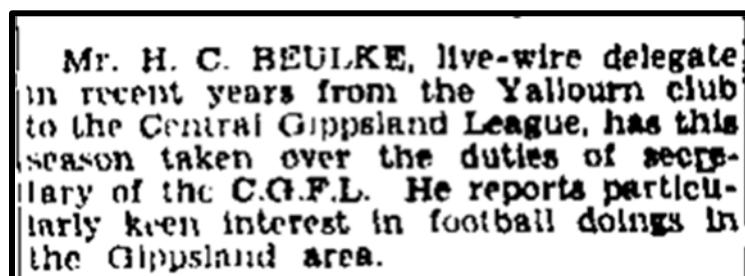 Mr. H. C. BEULKE, live-wire delegate
in recent years from the Yallourn club
to the Central Gippsland League, has this
season taken over the duties of secre-
tary of the C.G.F.L. He reports particu-
larly keen interest in football doings in
the Gippsland area.